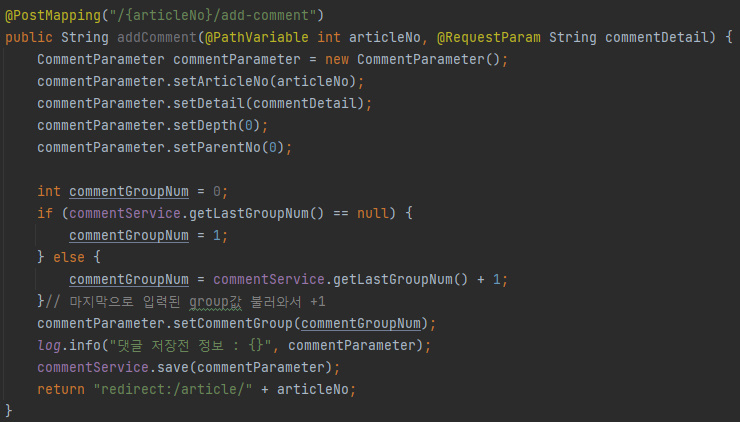 @PostMapping("/{articleNo}/add-comment")
public String addComment(@PathVariable int articleNo, @RequestParam String commentDetail) {
    CommentParameter commentParameter = new CommentParameter();
    commentParameter.setArticleNo(articleNo);
    commentParameter.setDetail(commentDetail);
    commentParameter.setDepth(0);
    commentParameter.setParentNo(0);

    int commentGroupNum = 0;
    if (commentService.getLastGroupNum() == null) {
        commentGroupNum = 1;
    } else {
        commentGroupNum = commentService.getLastGroupNum() + 1;
    }// 마지막으로 입력된 group값 불러와서 +1
    commentParameter.setCommentGroup(commentGroupNum);
    log.info("댓글 저장전 정보 : {}", commentParameter);
    commentService.save(commentParameter);
    return "redirect:/article/" + articleNo;
}